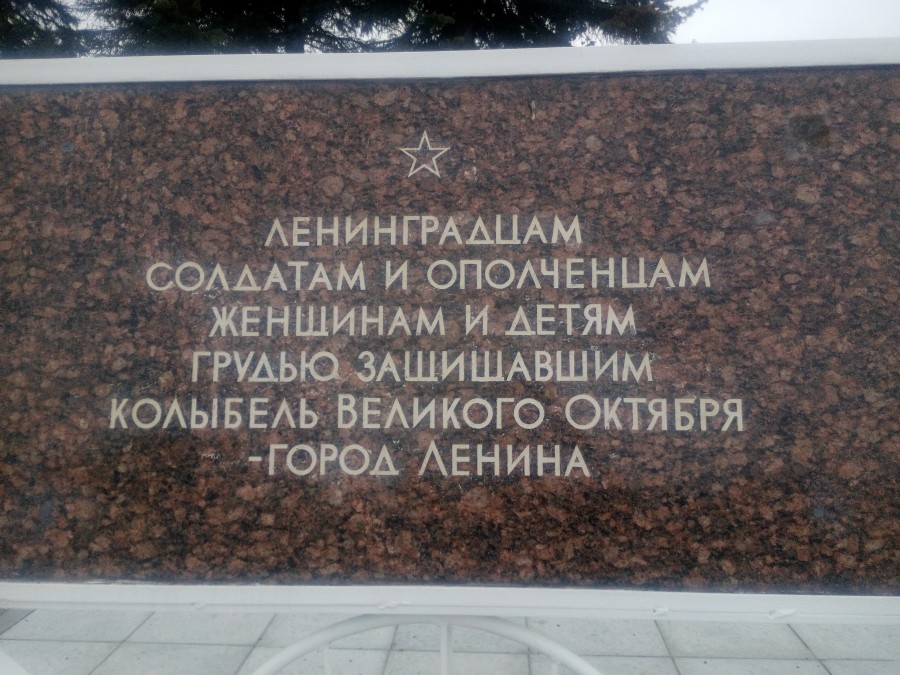 ЛЕНИНГРАДЦАМ
СОЛДАТАМ И ОПОЛЧЕНЦАМ
ЖЕНЩИНАМ И ДЕТЯМ
ГРУДЬЮ ЗАЩИЩАВШИМ
КОЛЫБЕЛЬ ВЕЛИКОГО ОКТЯБРЯ
-ГОРОД ЛЕНИНА